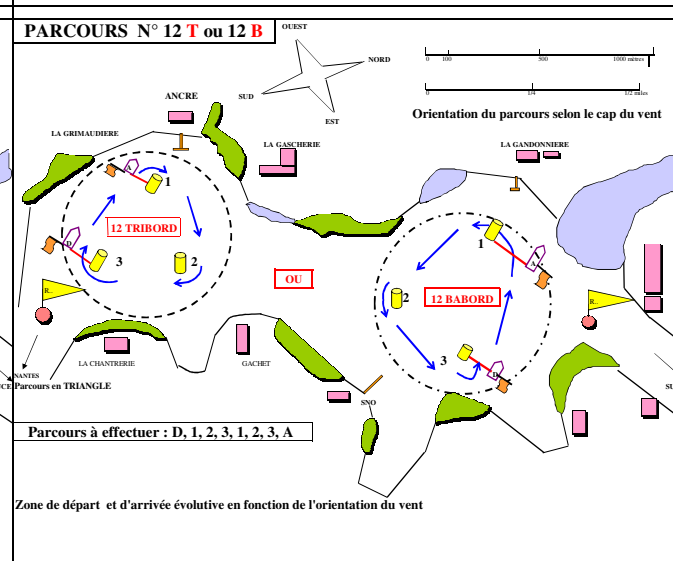 PARCOURS N° 12 T ou 12 B
OUEST
NORD
SUD
EST
0 100 500 1000 mètres
0 1/4 1/2 miles
Orientation du parcours selon le cap du vent
ANCRE
LA GRIMAUDIERE
LA GASCHERIE
LA GANDONNIERE
A
1
12 TRIBORD
D
3
2
R..
OU
1
A
2
12 BABORD
3
D
R..
LA CHANTRERIE
GACHET
NANTES
Parcours en TRIANGLE
SNO
Parcours à effectuer : D, 1, 2, 3, 1, 2, 3, A
Zone de départ et d'arrivée évolutive en fonction de l'orientation du vent